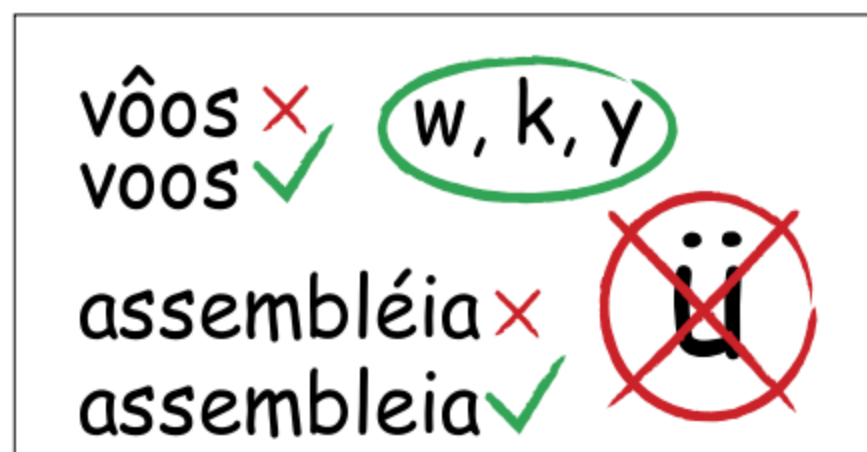 vôos
voos
w, k, y
ü
assembléia
assembleia